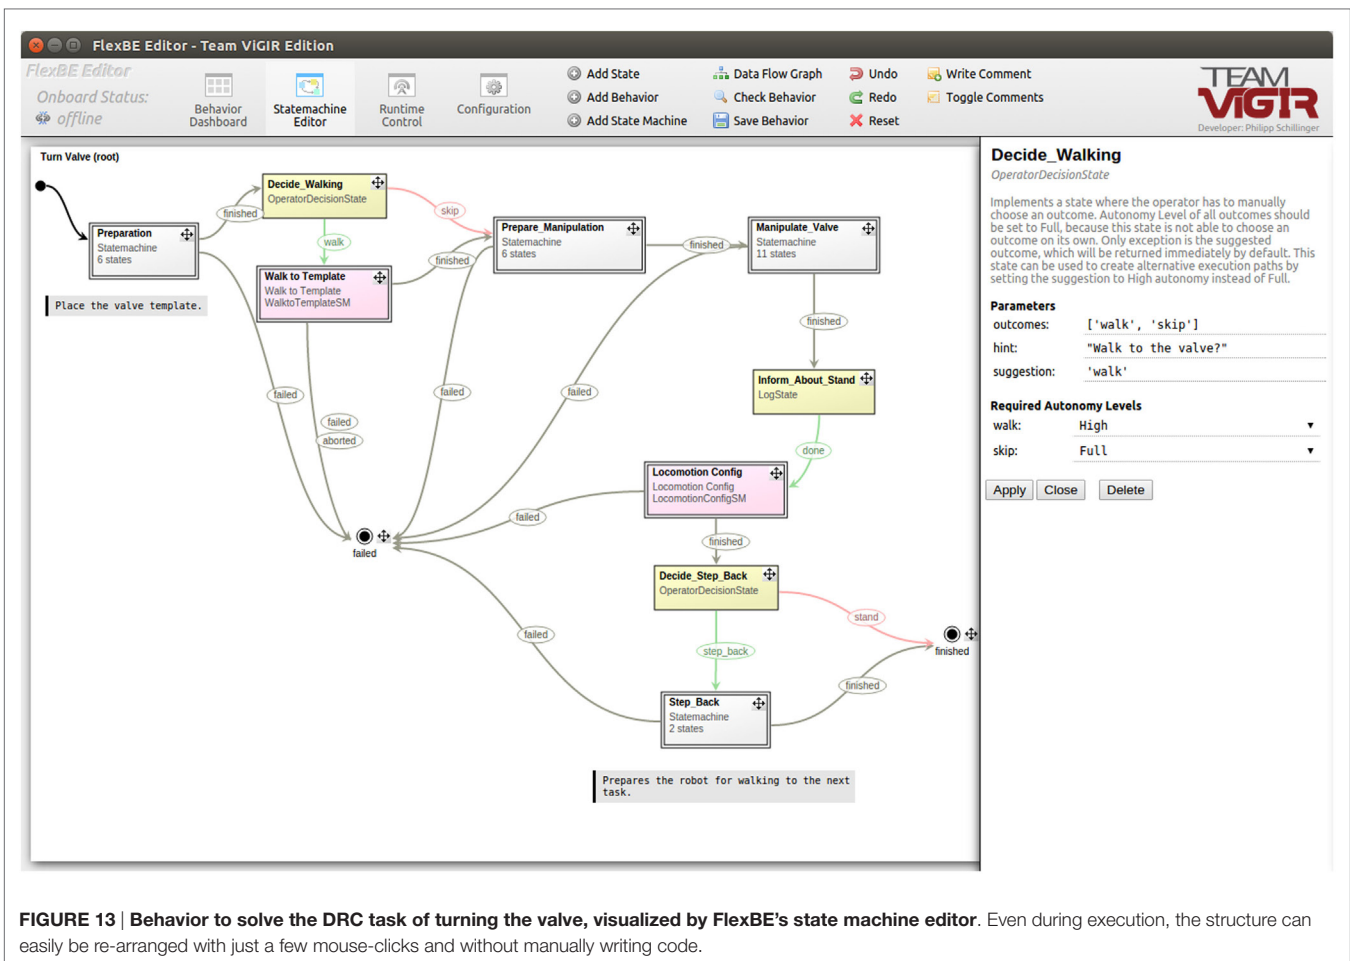 FlexBE Editor - Team ViGIR Edition
FlexBE Editor
Onboard Status:
offline
Behavior
Dashboard
Statemachine
Editor
Runtime
Control
Configuration
Add State
Add Behavior
Add State Machine
Data Flow Graph
Check Behavior
Save Behavior
Undo
Redo
Reset
Write Comment
Toggle Comments
TEAM
ViGIR
Developer: Philipp Schillinger
Turn Valve (root)
Preparation
Statemachine
6 states
Place the valve template.
finished
Decide_Walking
OperatorDecisionState
skip
walk
Walk to Template
Walk to Template
WalktoTemplateSM
finished
Prepare_Manipulation
Statemachine
6 states
finished
Manipulate_Valve
Statemachine
11 states
finished
failed
failed
aborted
failed
failed
Inform_About_Stand
LogState
done
Locomotion Config
Locomotion Config
LocomotionConfigSM
failed
finished
failed
Decide_Step_Back
OperatorDecisionState
stand
step_back
failed
finished
finished
Step_Back
Statemachine
2 states
Prepares the robot for walking to the next
task.
Decide_Walking
OperatorDecisionState
Implements a state where the operator has to manually
choose an outcome. Autonomy Level of all outcomes should
be set to Full, because this state is not able to choose an
outcome on its own. Only exception is the suggested
outcome, which will be returned immediately by default. This
state can be used to create alternative execution paths by
setting the suggestion to High autonomy instead of Full.
Parameters
outcomes: ['walk', 'skip']
hint: "Walk to the valve?"
suggestion: 'walk'
Required Autonomy Levels
walk: High
skip: Full
Apply Close Delete
FIGURE 13 | Behavior to solve the DRC task of turning the valve, visualized by FlexBE's state machine editor. Even during execution, the structure can
easily be re-arranged with just a few mouse-clicks and without manually writing code.